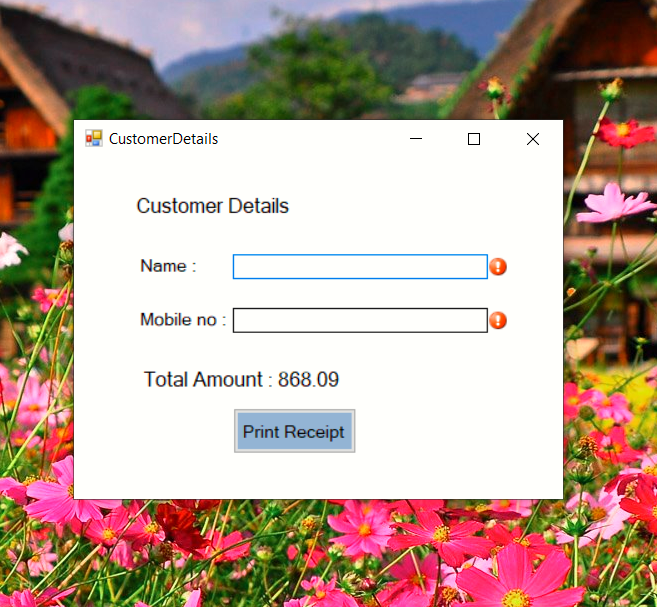 CustomerDetails
Customer Details
Name :
Mobile no :
Total Amount : 868.09
Print Receipt